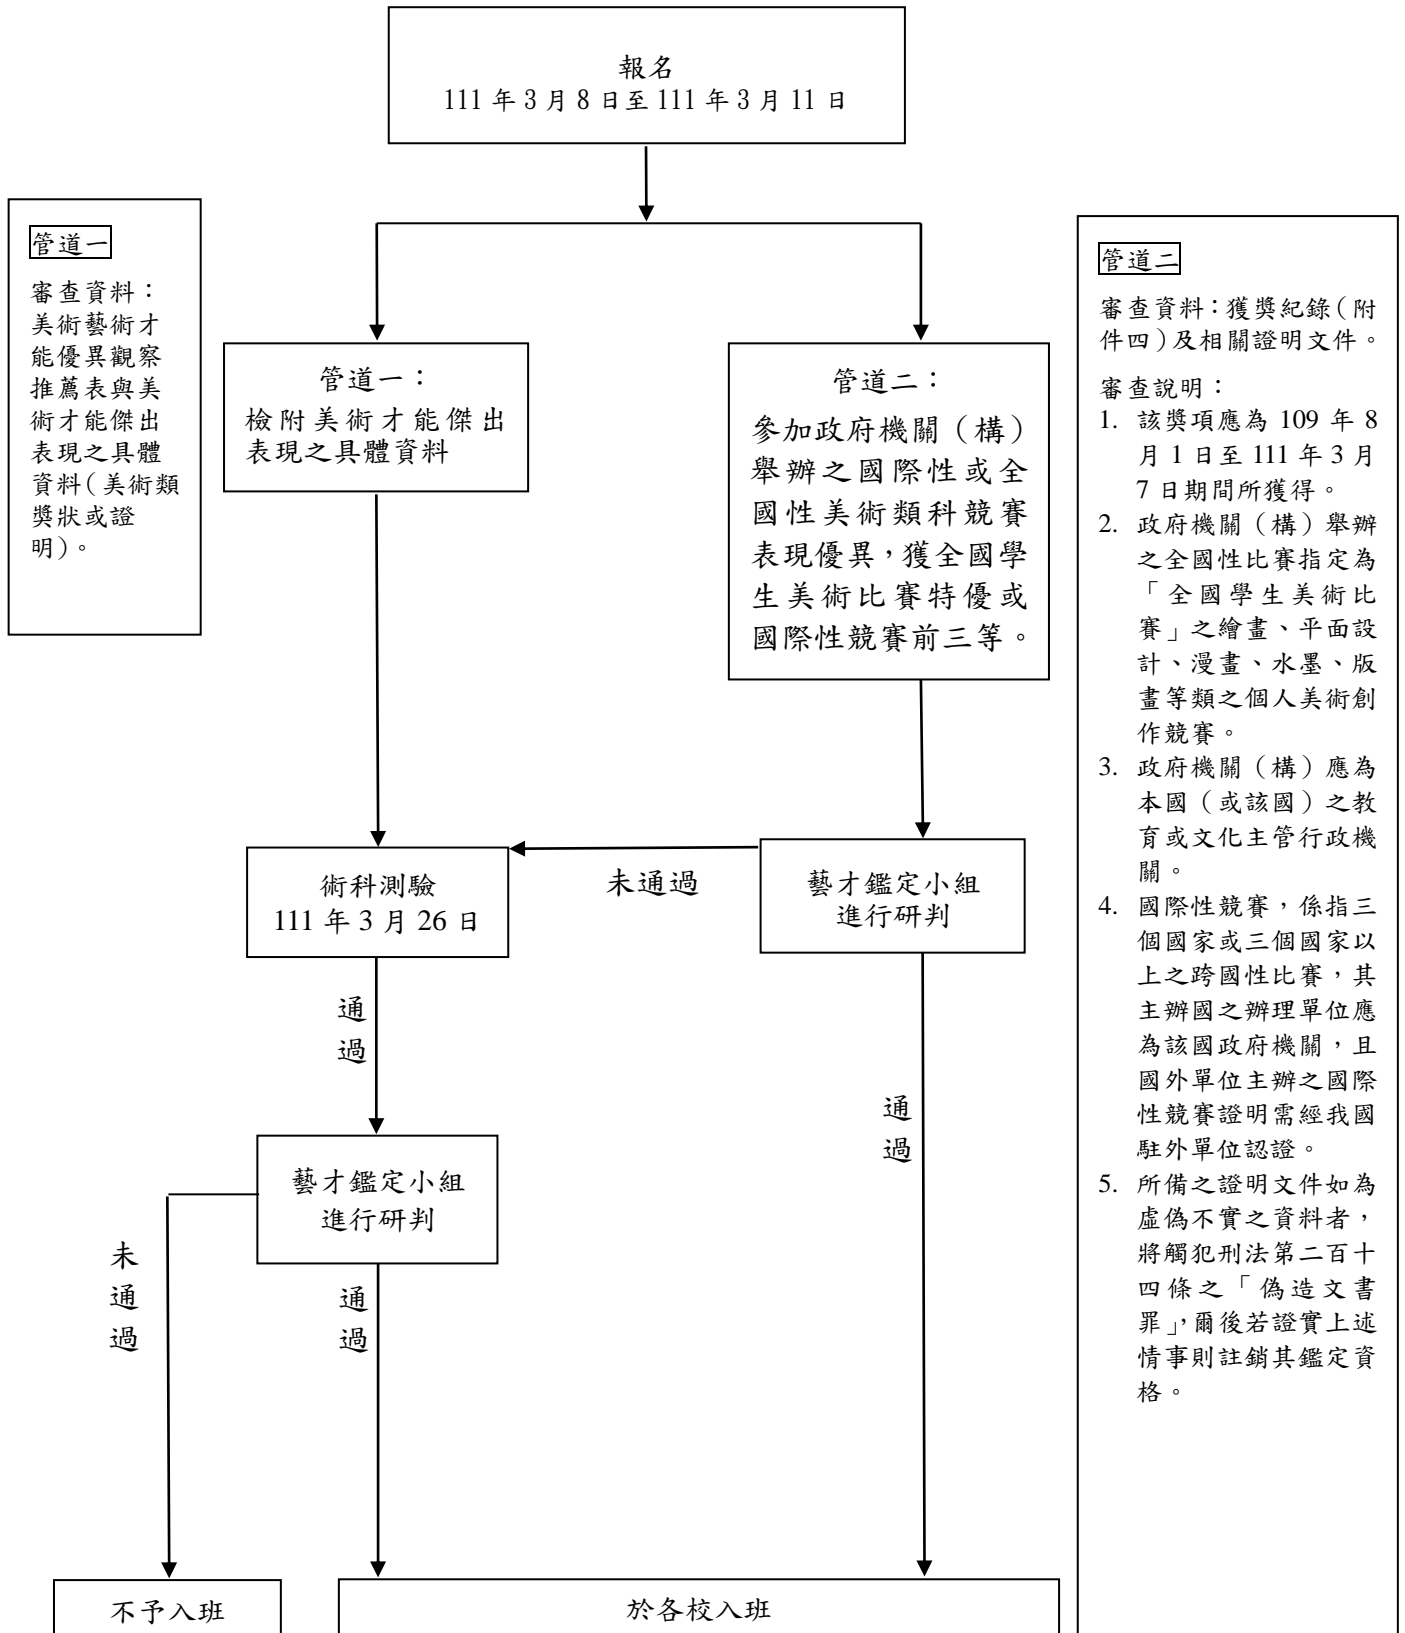 報名
111 年 3 月 8 日至 111 年 3 月 11 日
管道一
審查資料：
美術藝術才
能優異觀察
推薦表與美
術才能傑出
表現之具體
資料（美術類
獎狀或證
明）。
管道一：
檢附美術才能傑出
表現之具體資料
管道二：
參加政府機關（構）
舉辦之國際性或全
國性美術類科競賽
表現優異，獲全國學
生美術比賽特優或
國際性競賽前三等。
管道二
審查資料：獲獎紀錄（附
件四）及相關證明文件。
審查說明：
1. 該獎項應為 109 年 8
月 1 日至 111 年 3 月
7 日期間所獲得。
2. 政府機關（構）舉辦
之全國性比賽指定為
「全國學生美術比
賽」之繪畫、平面設
計、漫畫、水墨、版
畫等類之個人美術創
作競賽。
3. 政府機關（構）應為
本國（或該國）之教
育或文化主管行政機
關。
4. 國際性競賽，係指三
個國家或三個國家以
上之跨國性比賽，其
主辦國之辦理單位應
為該國政府機關，且
國外單位主辦之國際
性競賽證明需經我國
駐外單位認證。
5. 所備之證明文件如為
虛偽不實之資料者，
將觸犯刑法第二百十
四條之「偽造文書
罪」，爾後若證實上述
情事則註銷其鑑定資
格。
術科測驗
111 年 3 月 26 日
未通過
藝才鑑定小組
進行研判
通過
藝才鑑定小組
進行研判
通過
未通過
通過
不予入班
於各校入班